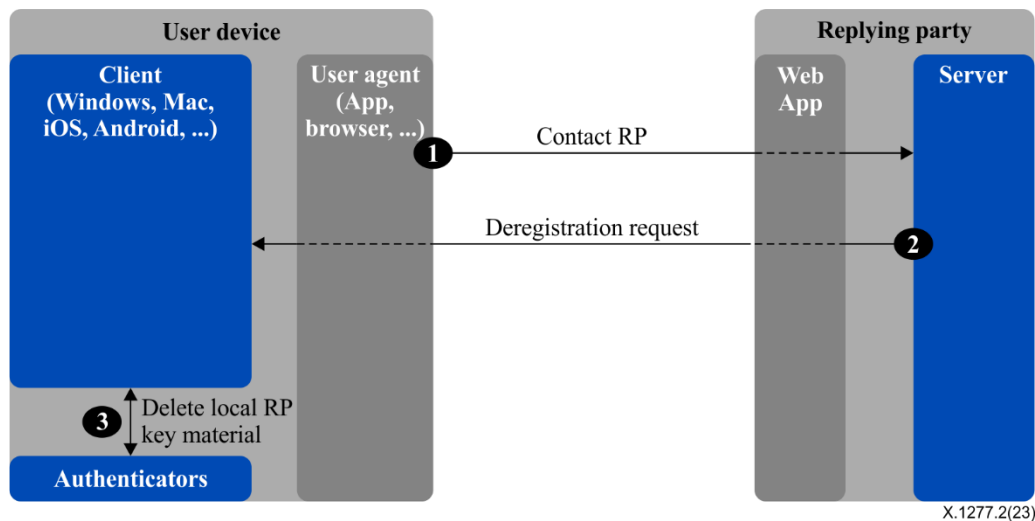 User device
Replying party
Client
(Windows, Mac,
iOS, Android, ...)
User agent
(App,
browser, ...)
Web
App
Server
1
Contact RP
Deregistration request
2
3
Delete local RP
key material
Authenticators
X.1277.2(23)